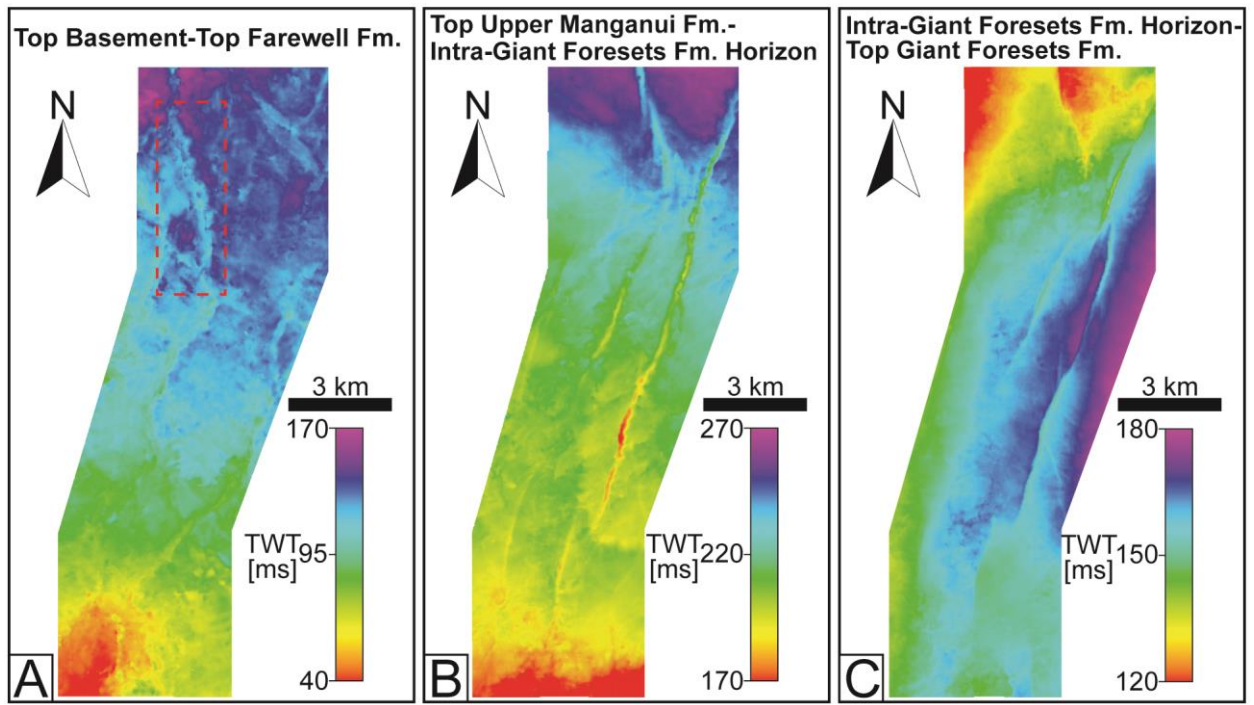 Top Basement-Top Farewell Fm.
N
3 km
170
TWT
[ms]
95
40
A
Top Upper Manganui Fm.-
Intra-Giant Foresets Fm. Horizon
N
3 km
270
TWT
[ms]
220
170
B
Intra-Giant Foresets Fm. Horizon-
Top Giant Foresets Fm.
N
3 km
180
TWT
[ms]
150
120
C